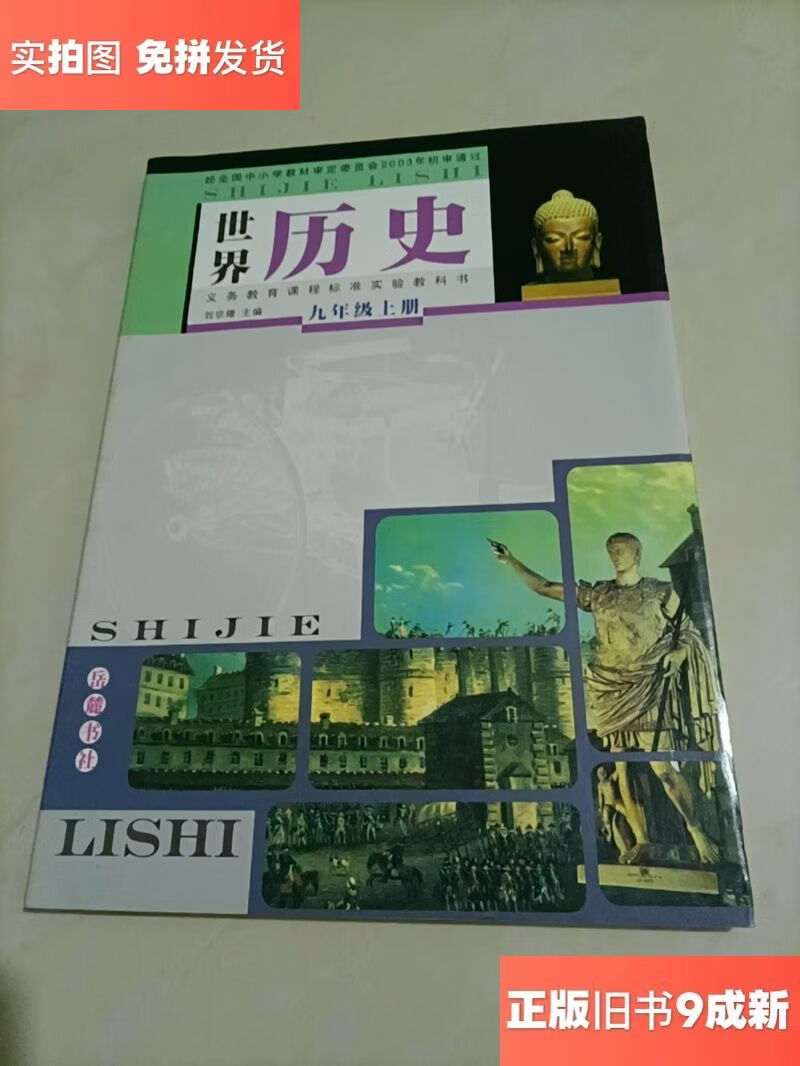 实拍图 免拼发货
经全国中小学教材审定委员会2003年初审通过
SHIJIE LISHI
世界 历史
义务教育课程标准实验教科书
刘宗绪 主编
九年级上册
SHIJIE
岳麓书社
LISHI
正版旧书9成新